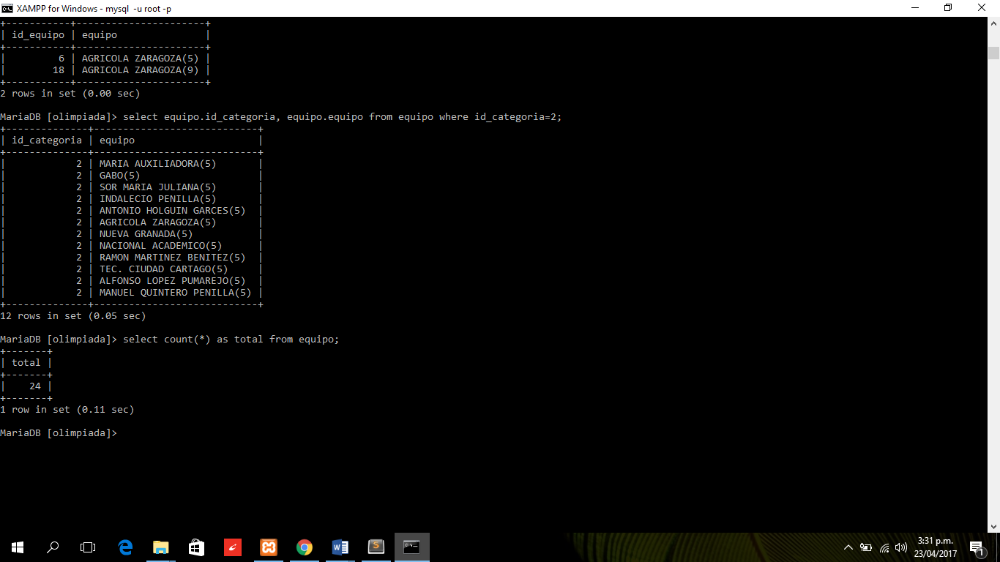 XAMPP for Windows - mysql  -u root -p
+-----------+----------------------+
| id_equipo | equipo               |
+-----------+----------------------+
|         6 | AGRICOLA ZARAGOZA(5) |
|        18 | AGRICOLA ZARAGOZA(9) |
+-----------+----------------------+
2 rows in set (0.00 sec)
MariaDB [olimpiada]> select equipo.id_categoria, equipo.equipo from equipo where id_categoria=2;
+--------------+----------------------------+
| id_categoria | equipo                     |
+--------------+----------------------------+
|            2 | MARIA AUXILIADORA(5)       |
|            2 | GABO(5)                    |
|            2 | SOR MARIA JULIANA(5)       |
|            2 | INDALECIO PENILLA(5)       |
|            2 | ANTONIO HOLGUIN GARCES(5)  |
|            2 | AGRICOLA ZARAGOZA(5)       |
|            2 | NUEVA GRANADA(5)           |
|            2 | NACIONAL ACADEMICO(5)      |
|            2 | RAMON MARTINEZ BENITEZ(5)  |
|            2 | TEC. CIUDAD CARTAGO(5)     |
|            2 | ALFONSO LOPEZ PUMAREJO(5)  |
|            2 | MANUEL QUINTERO PENILLA(5) |
+--------------+----------------------------+
12 rows in set (0.05 sec)
MariaDB [olimpiada]> select count(*) as total from equipo;
+-------+
| total |
+-------+
|    24 |
+-------+
1 row in set (0.11 sec)
MariaDB [olimpiada]>
3:31 p.m.
23/04/2017
1